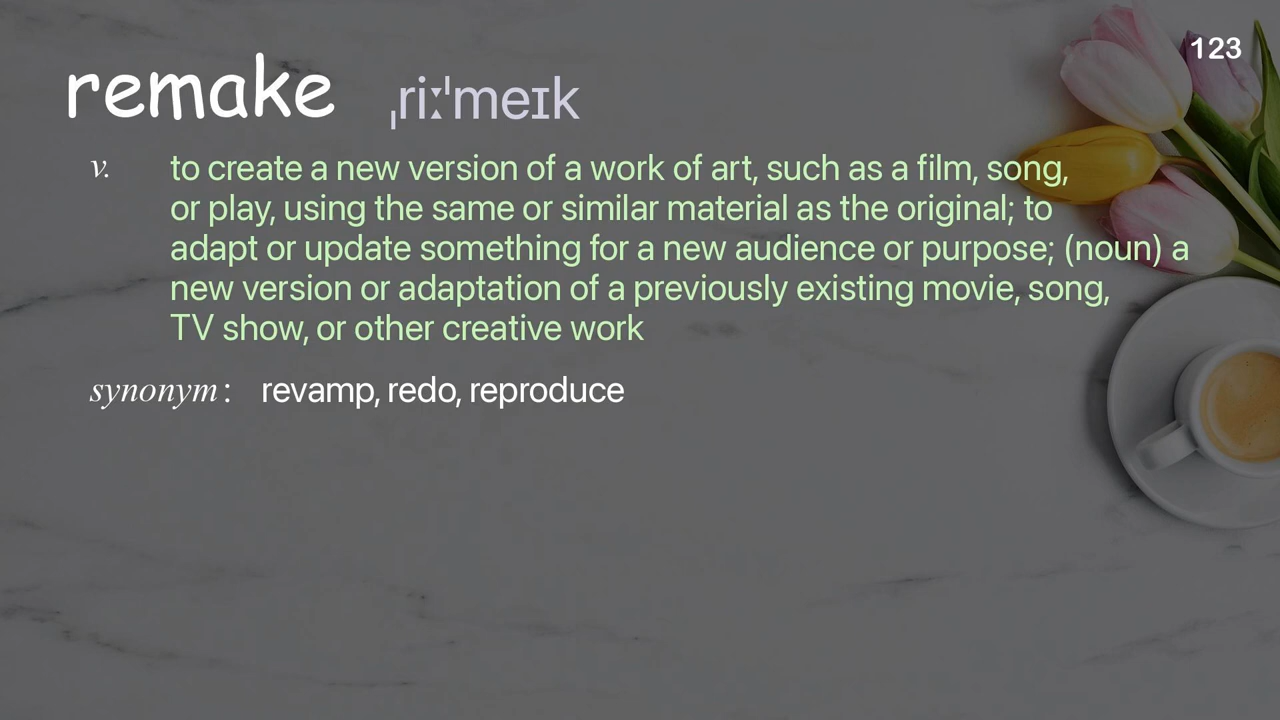 123
remake ˌriːˈmeɪk
v. to create a new version of a work of art, such as a film, song,
or play, using the same or similar material as the original; to
adapt or update something for a new audience or purpose; (noun) a
new version or adaptation of a previously existing movie, song,
TV show, or other creative work
synonym: revamp, redo, reproduce